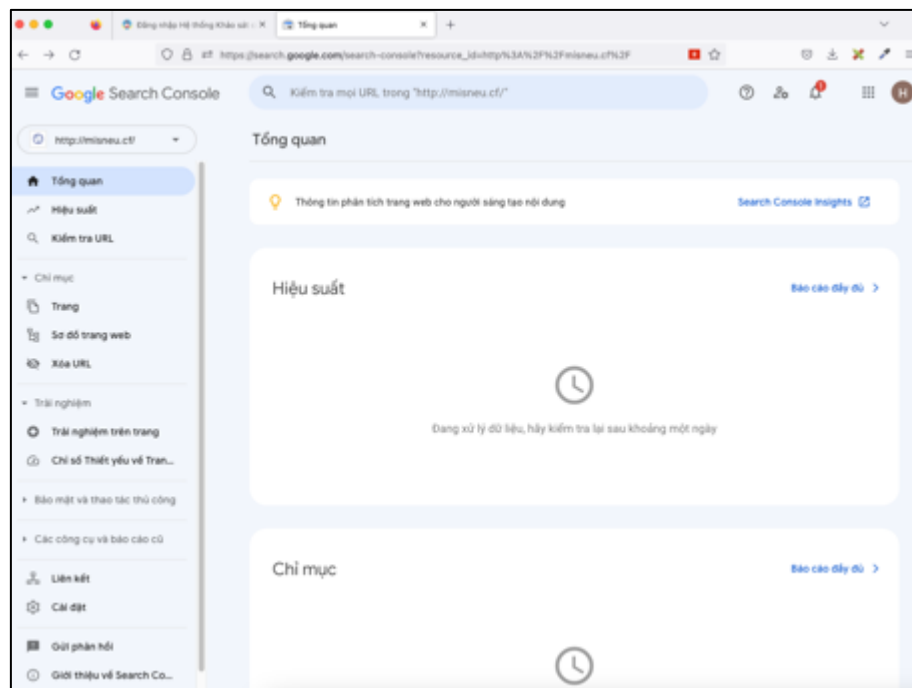 Đăng nhập Hệ thống Khảo sát
Tổng quan
https://search.google.com/search-console?resource_id=http%3A%2F%2Fmisneu.cf%2F
Google Search Console
Kiểm tra mọi URL trong "http://misneu.cf/"
H
http://misneu.cf/
Tổng quan
Tổng quan
Hiệu suất
Kiểm tra URL
Thông tin phân tích trang web cho người sáng tạo nội dung
Search Console Insights
Chỉ mục
Trang
Sơ đồ trang web
Xóa URL
Hiệu suất
Báo cáo đầy đủ
Đang xử lý dữ liệu, hãy kiểm tra lại sau khoảng một ngày
Trải nghiệm
Trải nghiệm trên trang
Chỉ số Thiết yếu về Tran...
Bảo mật và thao tác thủ công
Các công cụ và báo cáo cũ
Liên kết
Cài đặt
Gửi phản hồi
Giới thiệu về Search Co...
Chỉ mục
Báo cáo đầy đủ